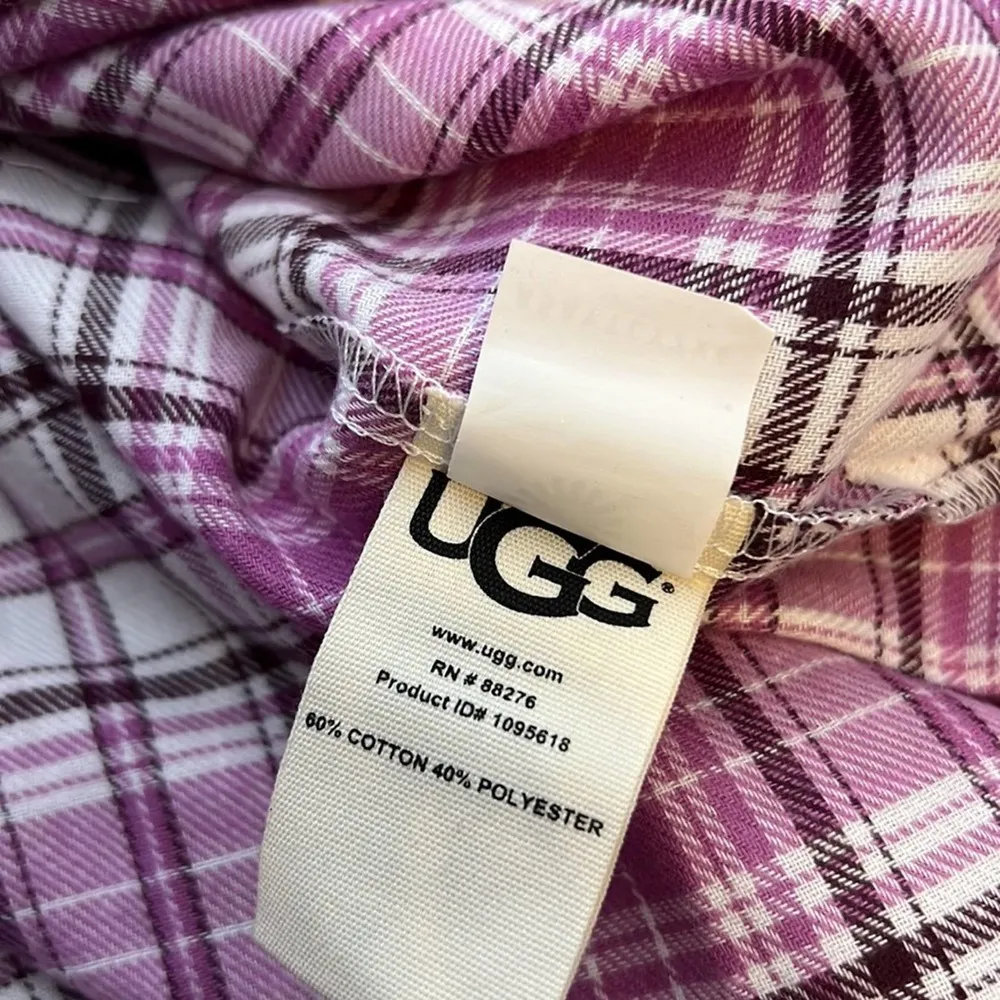 UGG®
www.ugg.com
RN # 88276
Product ID# 1095618
60% COTTON 40% POLYESTER